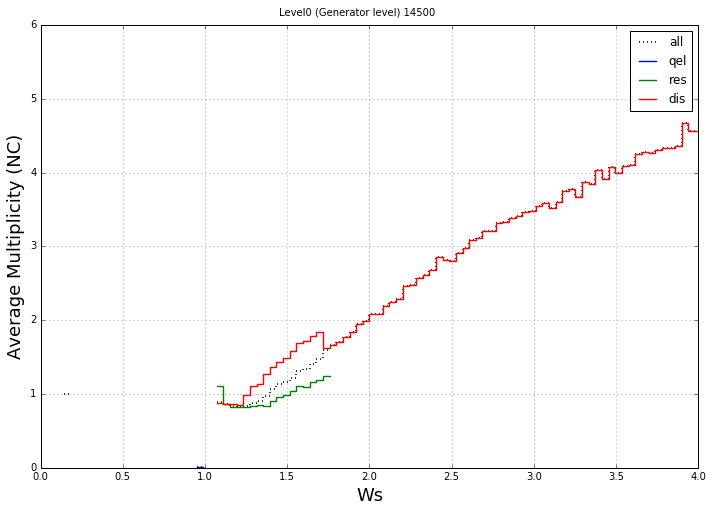 Level0 (Generator level) 14500
6
5
4
3
2
1
0
Average Multiplicity (NC)
all
qel
res
dis
0.0 0.5 1.0 1.5 2.0 2.5 3.0 3.5 4.0
Ws